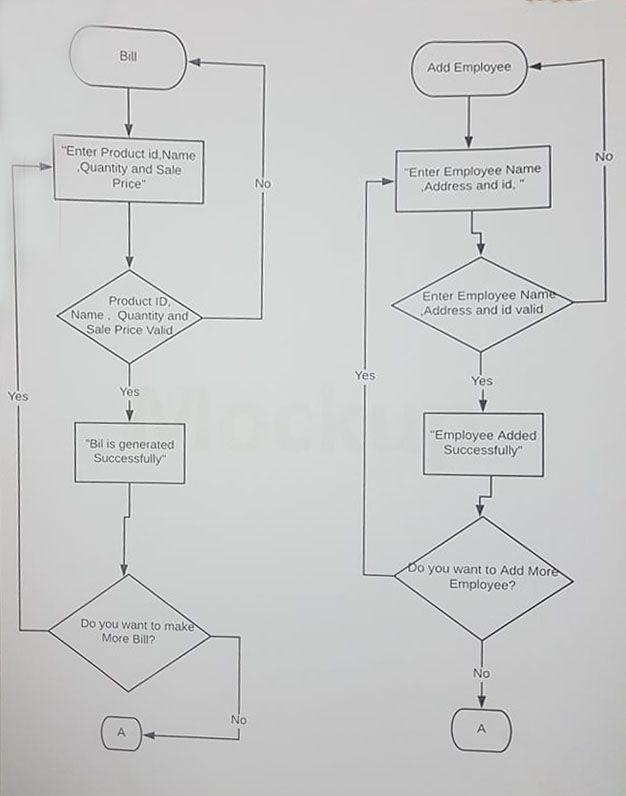 Bill
"Enter Product id,Name
,Quantity and Sale
Price"
No
Product ID,
Name , Quantity and
Sale Price Valid
Yes
Yes
"Bil is generated
Successfully"
Do you want to make
More Bill?
No
A
Add Employee
No
"Enter Employee Name
,Address and id, "
Enter Employee Name
,Address and id valid
Yes
Yes
"Employee Added
Successfully"
Do you want to Add More
Employee?
No
A